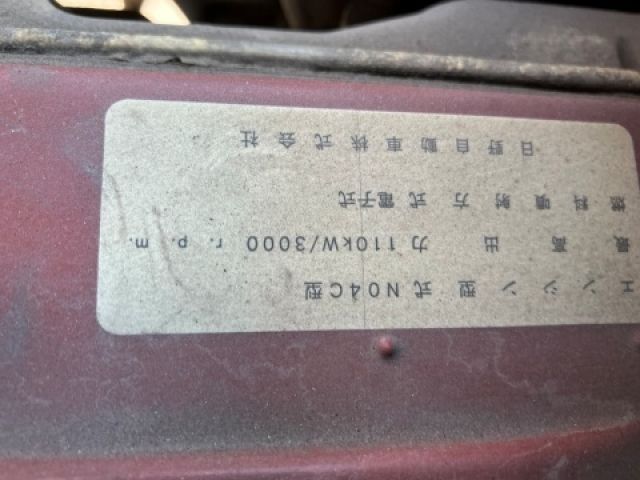 エンジン型式 N04C型
最高出力 110kW/3000 r.p.m.
燃料噴射方式 電子式
日野自動車株式会社